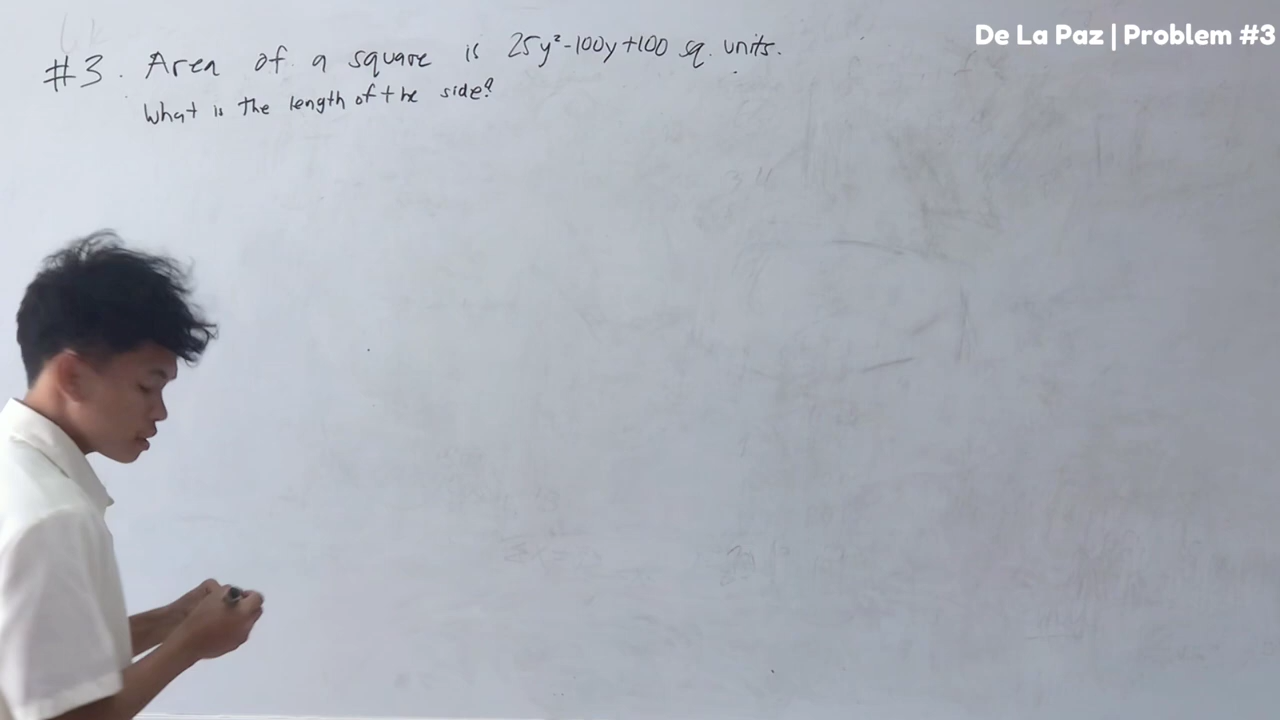 De La Paz | Problem #3
#3. Area of a square is 25y²-100y+100 sq. units.
What is the length of the side?